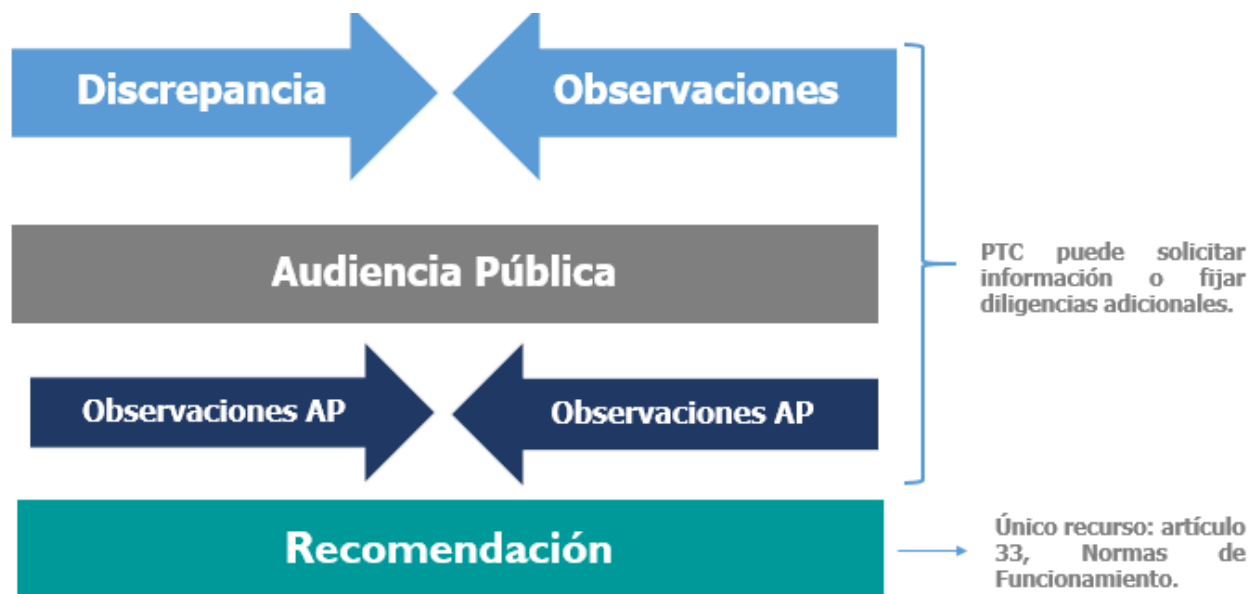 Discrepancia
Observaciones
Audiencia Pública
PTC puede solicitar
información o fijar
diligencias adicionales.
Observaciones AP
Observaciones AP
Recomendación
Único recurso: artículo
33, Normas de
Funcionamiento.